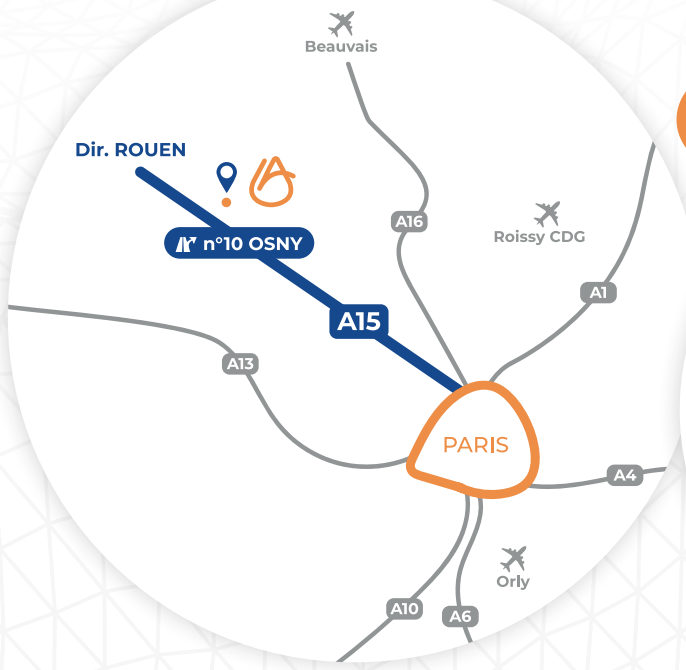 Beauvais
Dir. ROUEN
A16
Roissy CDG
n°10 OSNY
A1
A15
A13
PARIS
A4
Orly
A10
A6